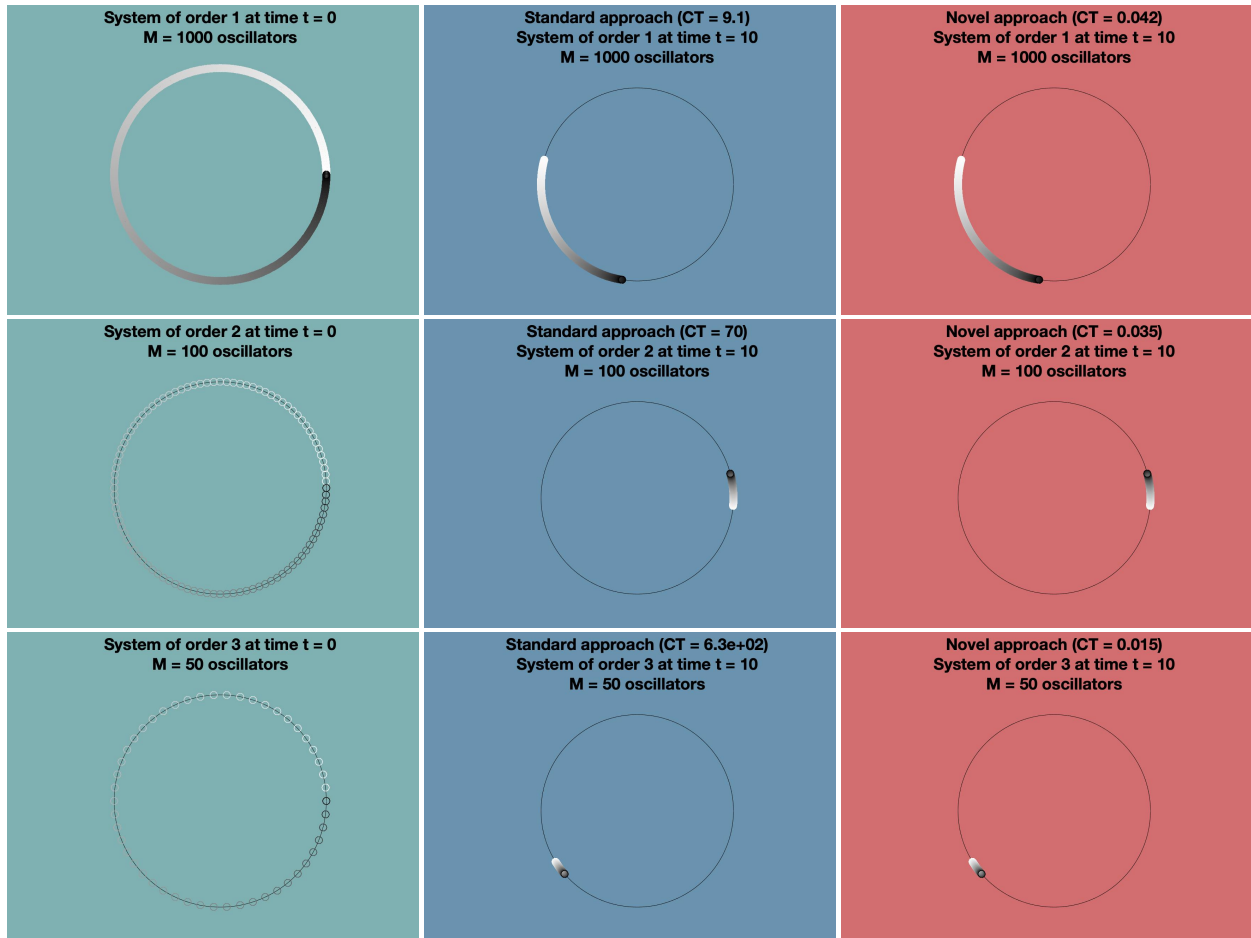 System of order 1 at time t = 0
M = 1000 oscillators
Standard approach (CT = 9.1)
System of order 1 at time t = 10
M = 1000 oscillators
Novel approach (CT = 0.042)
System of order 1 at time t = 10
M = 1000 oscillators
System of order 2 at time t = 0
M = 100 oscillators
Standard approach (CT = 70)
System of order 2 at time t = 10
M = 100 oscillators
Novel approach (CT = 0.035)
System of order 2 at time t = 10
M = 100 oscillators
System of order 3 at time t = 0
M = 50 oscillators
Standard approach (CT = 6.3e+02)
System of order 3 at time t = 10
M = 50 oscillators
Novel approach (CT = 0.015)
System of order 3 at time t = 10
M = 50 oscillators